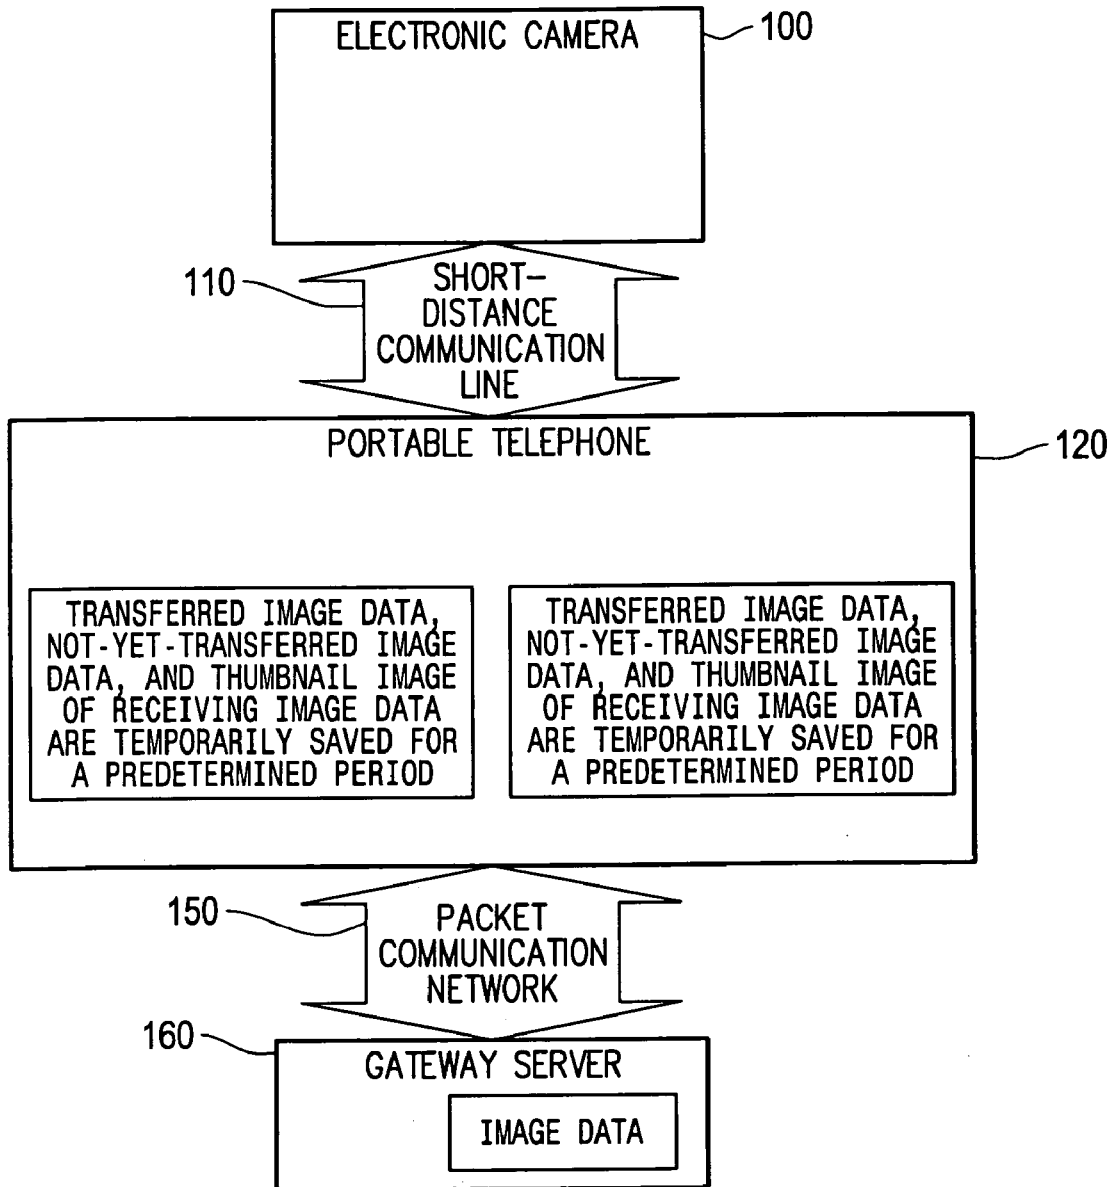 ELECTRONIC CAMERA
100
110
SHORT-
DISTANCE
COMMUNICATION
LINE
PORTABLE TELEPHONE
120
TRANSFERRED IMAGE DATA,
NOT-YET-TRANSFERRED IMAGE
DATA, AND THUMBNAIL IMAGE
OF RECEIVING IMAGE DATA
ARE TEMPORARILY SAVED FOR
A PREDETERMINED PERIOD
TRANSFERRED IMAGE DATA,
NOT-YET-TRANSFERRED IMAGE
DATA, AND THUMBNAIL IMAGE
OF RECEIVING IMAGE DATA
ARE TEMPORARILY SAVED FOR
A PREDETERMINED PERIOD
150
PACKET
COMMUNICATION
NETWORK
160
GATEWAY SERVER
IMAGE DATA